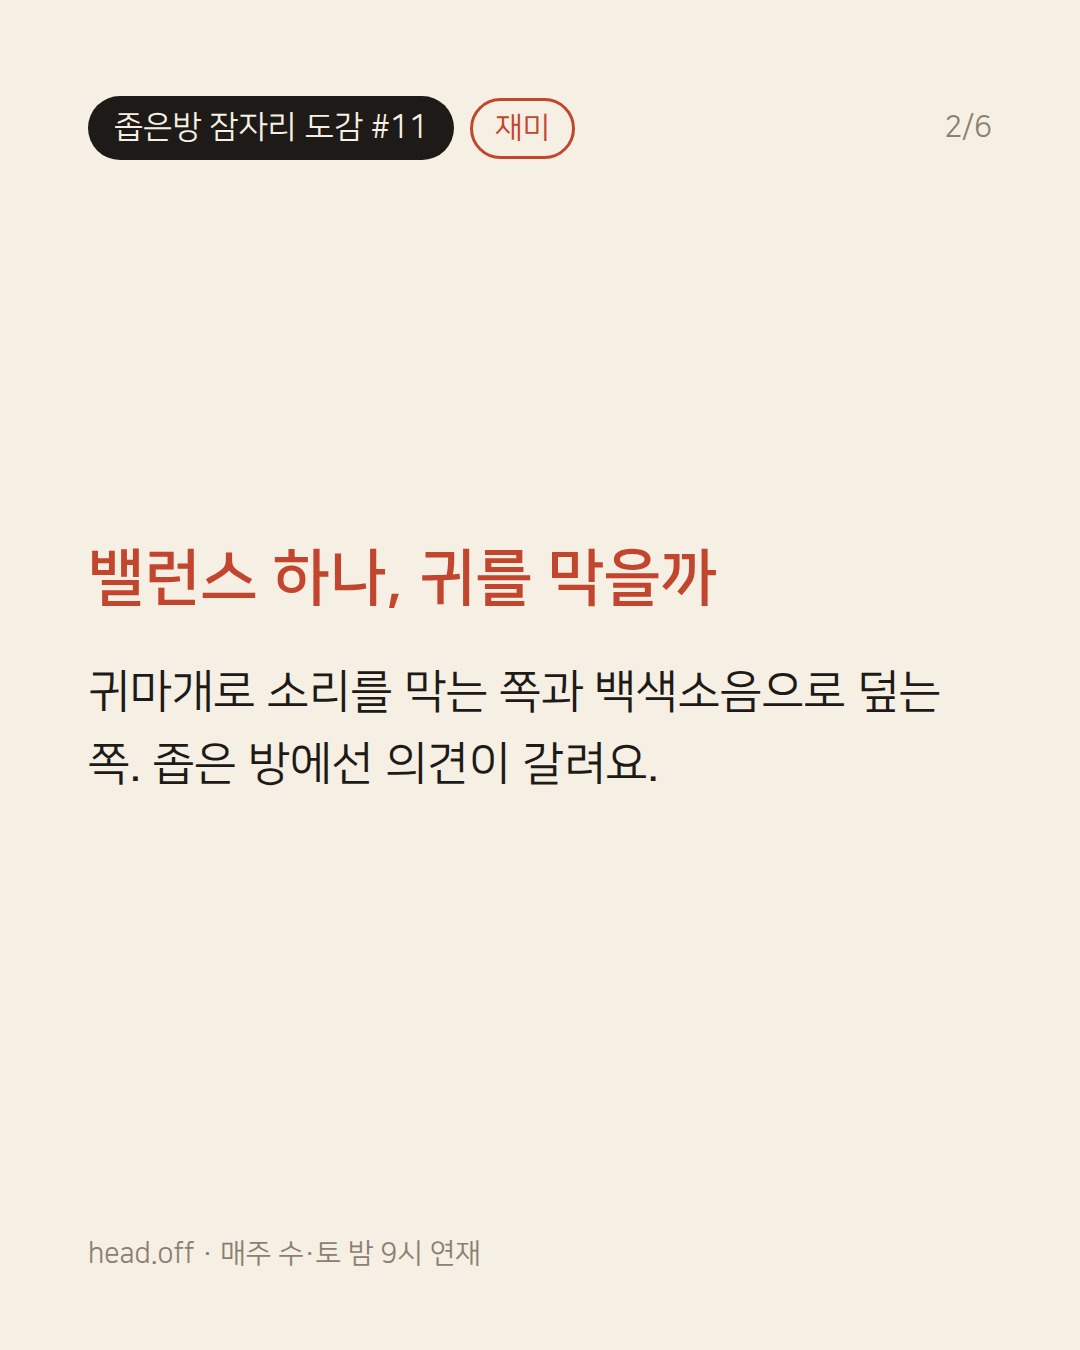 좁은방 잠자리 도감 #11
재미
2/6
밸런스 하나, 귀를 막을까
귀마개로 소리를 막는 쪽과 백색소음으로 덮는
쪽. 좁은 방에선 의견이 갈려요.
head.off · 매주 수·토 밤 9시 연재